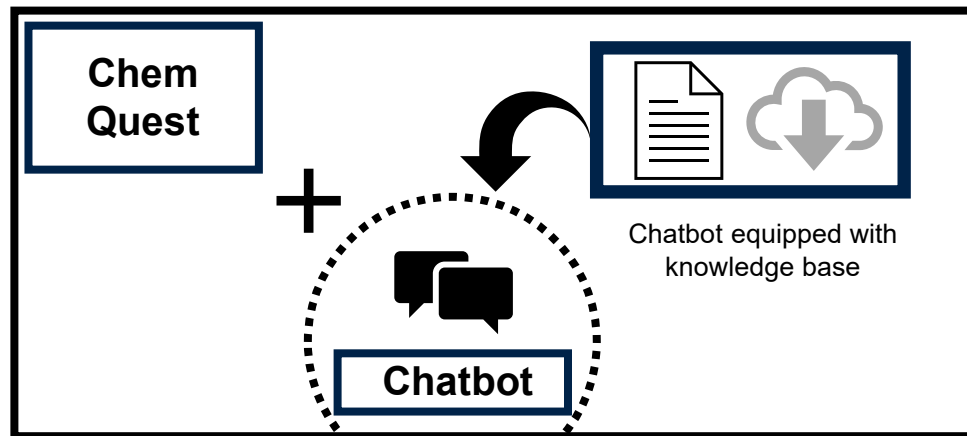 Chem
Quest
Chatbot equipped with
knowledge base
Chatbot